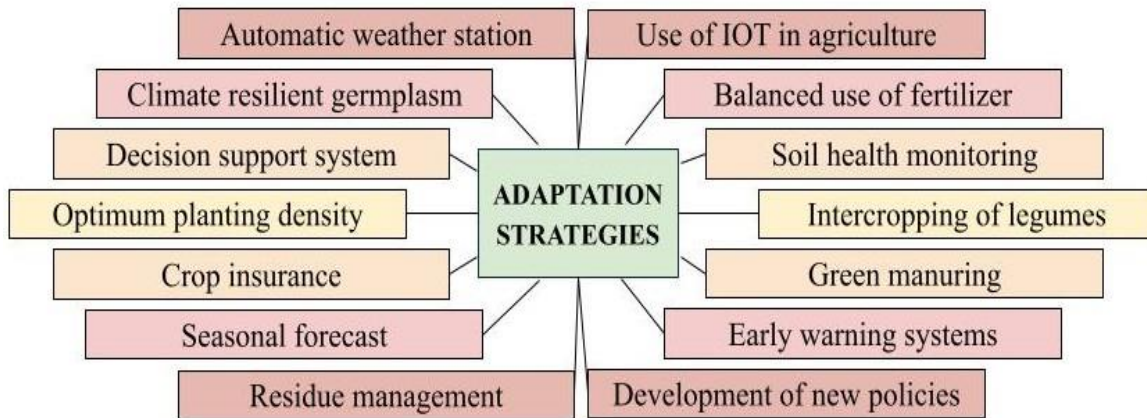 Automatic weather station
Use of IOT in agriculture
Climate resilient germplasm
Balanced use of fertilizer
Decision support system
Soil health monitoring
ADAPTATION
STRATEGIES
Optimum planting density
Intercropping of legumes
Crop insurance
Green manuring
Seasonal forecast
Early warning systems
Residue management
Development of new policies